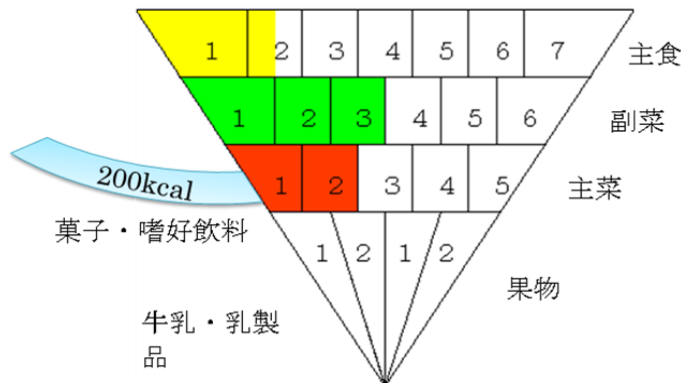 1 2 3 4 5 6 7 主食
1 2 3 4 5 6 副菜
1 2 3 4 5 主菜
200kcal
菓子・嗜好飲料
1 2 1 2
果物
牛乳・乳製
品